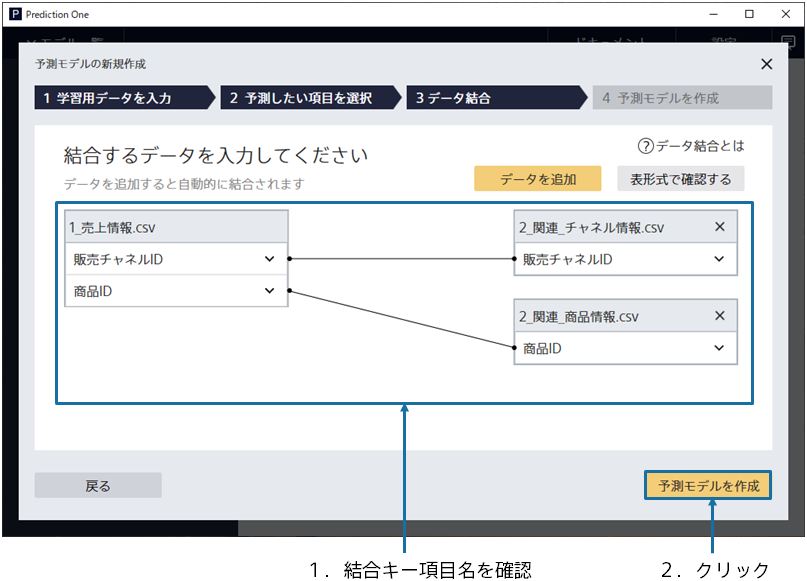 P Prediction One
予測モデルの新規作成
1 学習用データを入力
2 予測したい項目を選択
3 データ結合
4 予測モデルを作成
結合するデータを入力してください
?データ結合とは
データを追加すると自動的に結合されます
データを追加
表形式で確認する
1_売上情報.csv
販売チャネルID
商品ID
2_関連_チャネル情報.csv
販売チャネルID
2_関連_商品情報.csv
商品ID
戻る
予測モデルを作成
1．結合キー項目名を確認
2．クリック